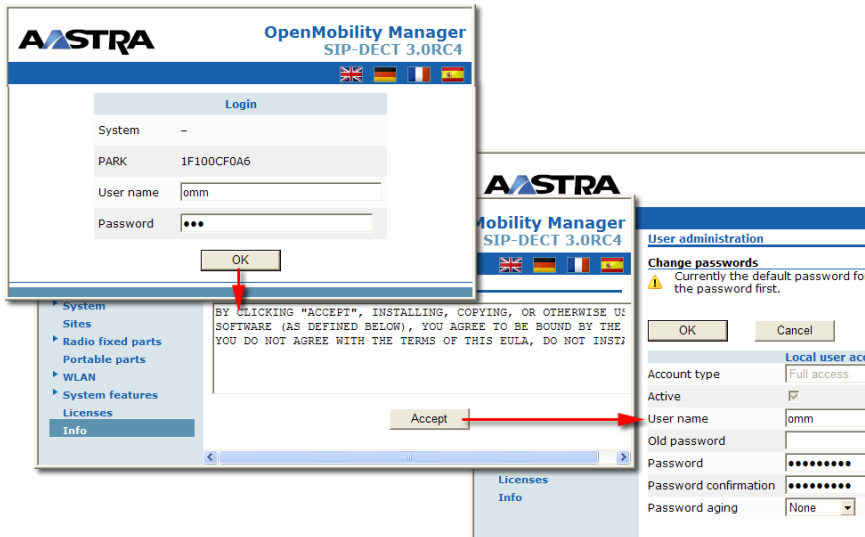 AASTRA
OpenMobility Manager
SIP-DECT 3.0RC4
Login
System –
PARK 1F100CF0A6
User name omm
Password •••
OK
System
Sites
Radio fixed parts
Portable parts
WLAN
System features
Licenses
Info
Mobility Manager
SIP-DECT 3.0RC4
BY CLICKING "ACCEPT", INSTALLING, COPYING, OR OTHERWISE
SOFTWARE (AS DEFINED BELOW), YOU AGREE TO BE BOUND BY THE
YOU DO NOT AGREE WITH THE TERMS OF THIS EULA, DO NOT
Accept
AASTRA
Licenses
Info
User administration
Change passwords
Currently the default password
the password first.
OK Cancel
Local user
Account type Full access
Active
User name omm
Old password
Password •••••••••
Password confirmation •••••••••
Password aging None